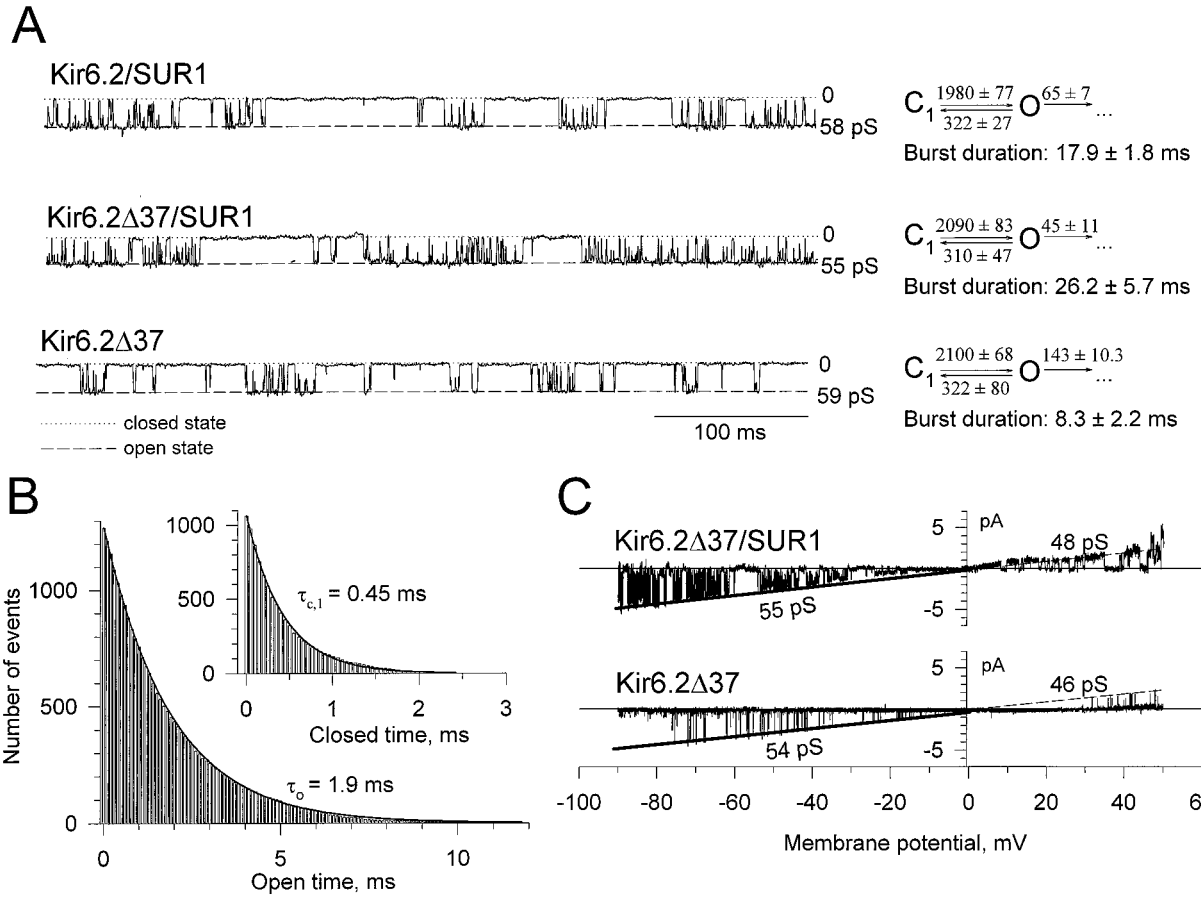 A
Kir6.2/SUR1
0
58 pS
C1 1980 ± 77 O 65 ± 7
322 ± 27 ...
Burst duration: 17.9 ± 1.8 ms
Kir6.2Δ37/SUR1
0
55 pS
C1 2090 ± 83 O 45 ± 11
310 ± 47 ...
Burst duration: 26.2 ± 5.7 ms
Kir6.2Δ37
0
59 pS
C1 2100 ± 68 O 143 ± 10.3
322 ± 80 ...
Burst duration: 8.3 ± 2.2 ms
closed state
open state
100 ms
B
Number of events
1000
500
0
0 5 10
Open time, ms
τo = 1.9 ms
1000
500
0
0 1 2 3
Closed time, ms
τc,1 = 0.45 ms
C
Kir6.2Δ37/SUR1
5
pA
48 pS
55 pS
-5
Kir6.2Δ37
5
pA
46 pS
54 pS
-5
-100 -80 -60 -40 -20 0 20 40 6
Membrane potential, mV